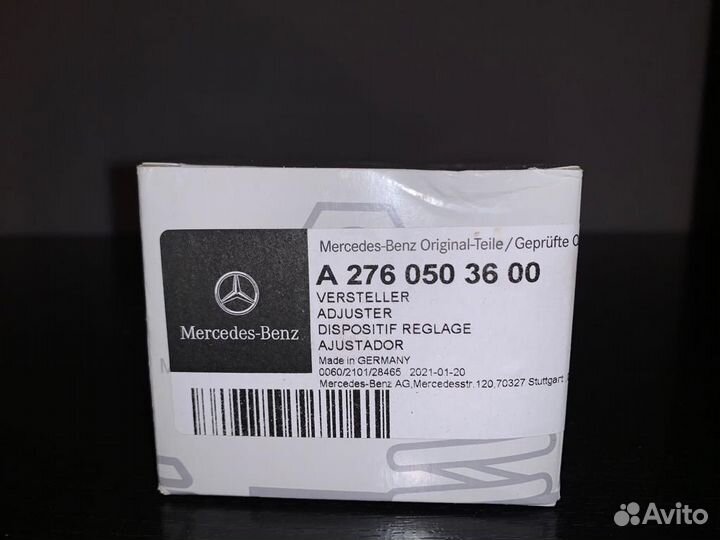 Mercedes-Benz Original-Teile/Geprüfte
A 276 050 36 00
VERSTELLER
ADJUSTER
DISPOSITIF REGLAGE
AJUSTADOR
Made in GERMANY
0060/2101/28465 2021-01-20
Mercedes-Benz AG,Mercedesstr.120,70327 Stuttgart
Mercedes-Benz
Avito